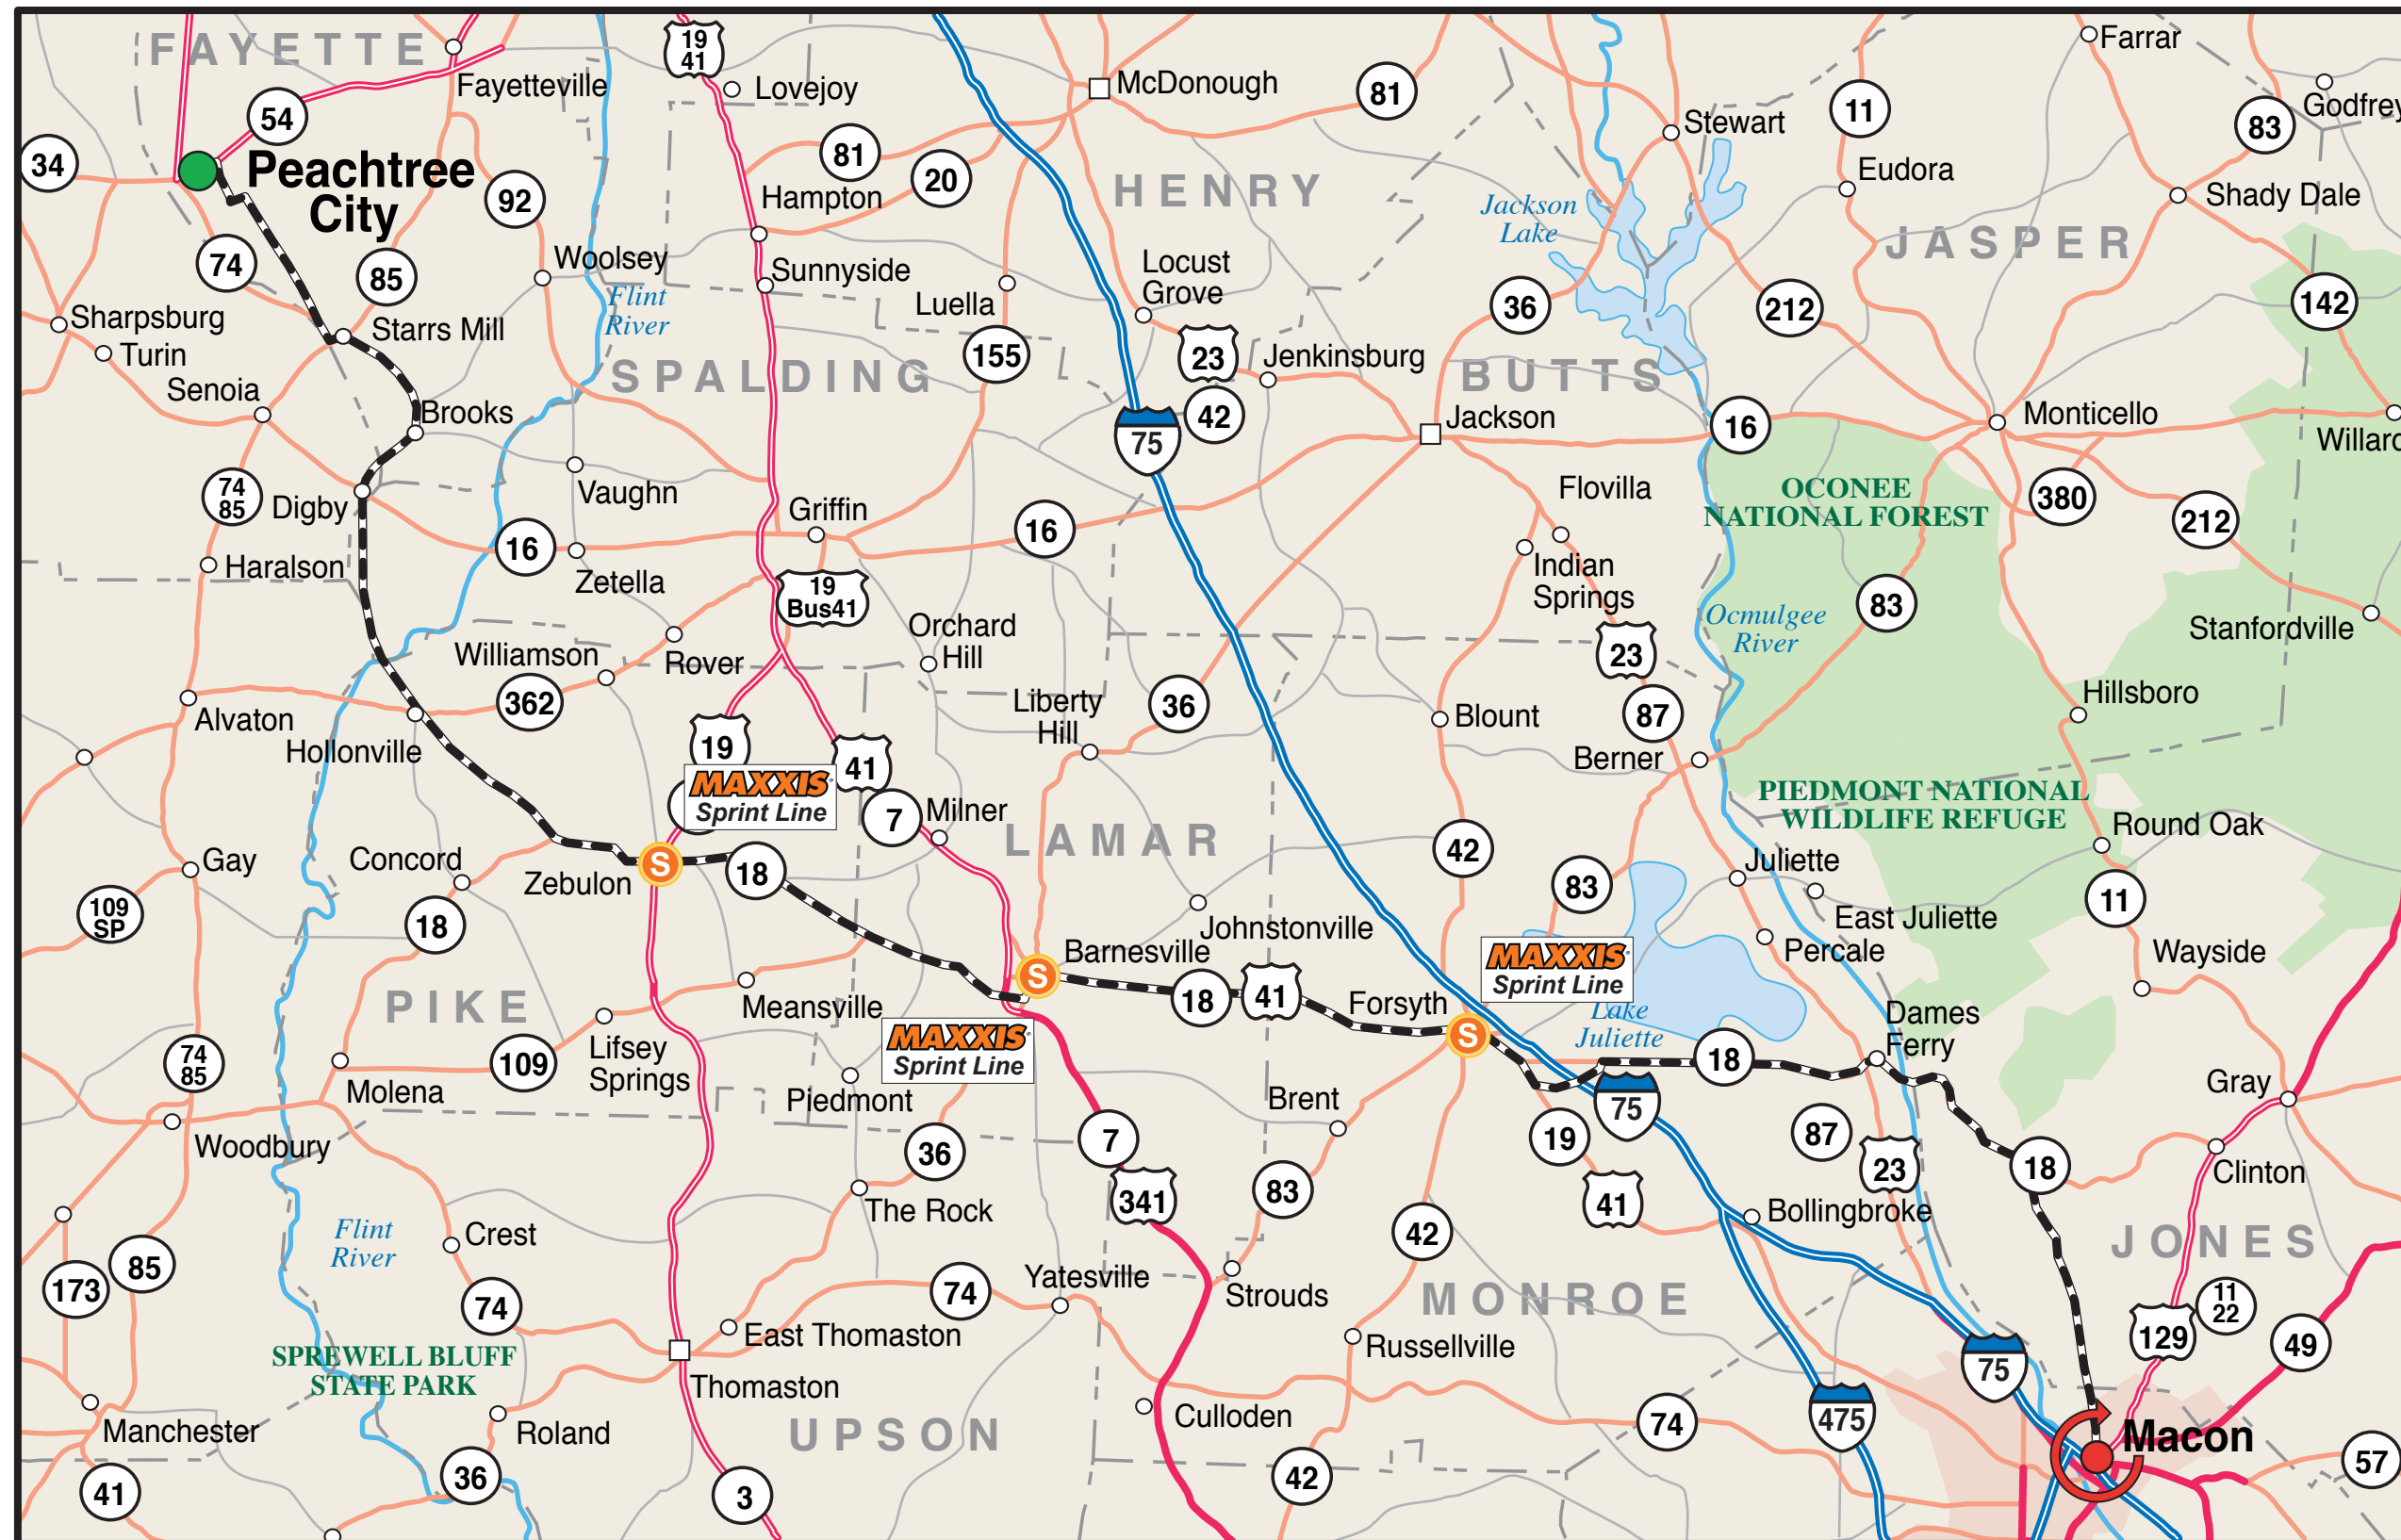 FAYETTE
19
41
Farrar
Lovejoy
McDonough
81
Fayetteville
11
Godfrey
54
Stewart
83
34
Peachtree
City
81
20
Eudora
92
Hampton
HENRY
Jackson
Lake
Shady Dale
JASPER
74
85
Woolsey
Sunnyside
Locust
Grove
Flint
River
Luella
36
212
142
Sharpsburg
Starrs Mill
Turin
155
23
Jenkinsburg
SPALDING
BUTTS
Senoia
Brooks
42
Jackson
16
Monticello
75
Willard
74
85
Digby
Vaughn
Flovilla
OCONEE
NATIONAL FOREST
380
Griffin
16
212
16
Haralson
Zetella
Indian
Springs
19
Bus41
83
Orchard
Hill
Ocmulgee
River
Stanfordville
Williamson
Rover
23
362
Liberty
Hill
36
Hillsboro
Alvaton
Blount
87
Hollonville
19
41
Berner
MAXXIS
Sprint Line
PIEDMONT NATIONAL
WILDLIFE REFUGE
7
Milner
LAMAR
Round Oak
42
Gay
Concord
Juliette
Zebulon
S
18
83
109
SP
18
11
East Juliette
Johnstonville
Barnesville
Percale
Wayside
MAXXIS
Sprint Line
S
18
41
Forsyth
PIKE
Meansville
Lake
Juliette
Dames
Ferry
S
MAXXIS
Sprint Line
74
85
109
Lifsey
Springs
18
Molena
Piedmont
Brent
75
Gray
Woodbury
7
19
87
36
23
18
Clinton
83
341
41
The Rock
Bollingbroke
Flint
River
Crest
42
JONES
85
173
Yatesville
74
Strouds
MONROE
74
11
22
East Thomaston
Russellville
129
49
SPREWELL BLUFF
STATE PARK
75
Thomaston
Culloden
475
74
Manchester
Roland
UPSON
Macon
36
42
57
41
3